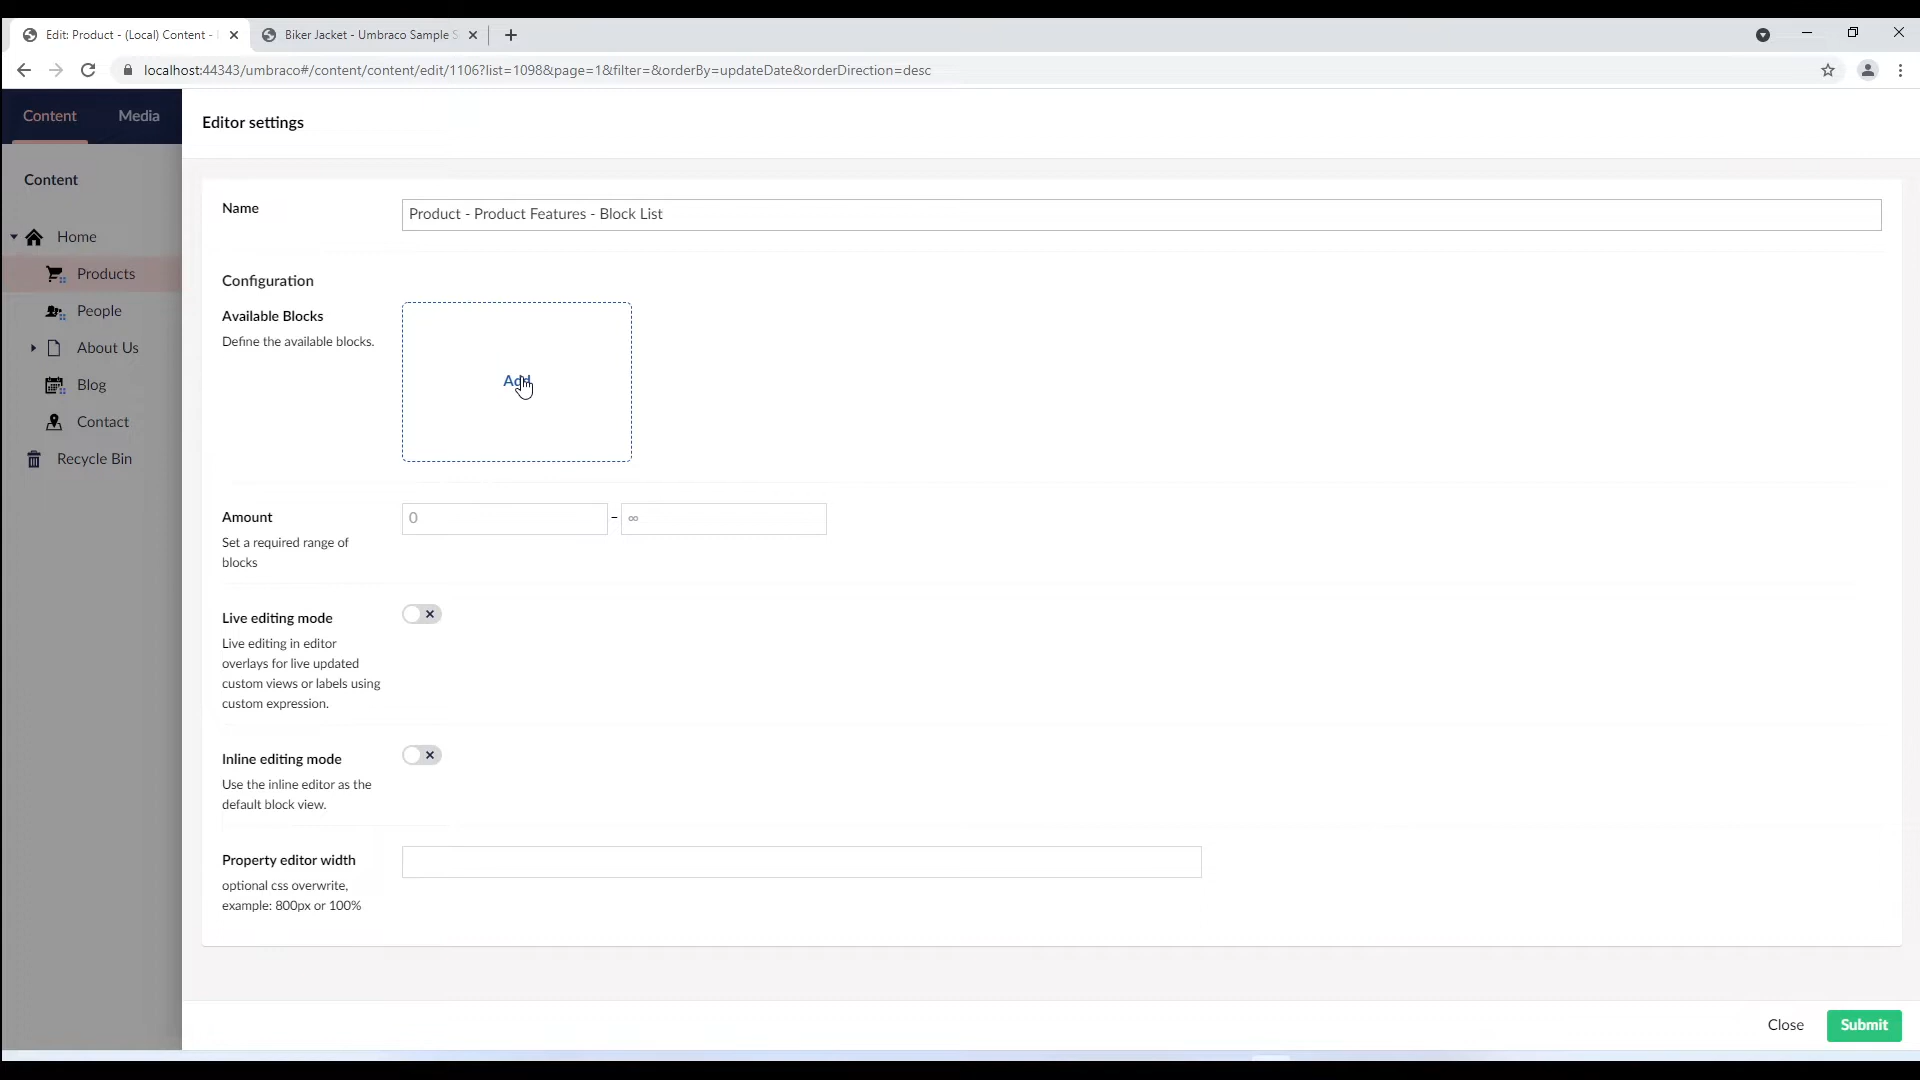 Edit: Product - (Local) Content -
Biker Jacket - Umbraco Sample S
localhost:44343/umbraco#/content/content/edit/1106?list=1098&page=1&filter=&orderBy=updateDate&orderDirection=desc
Content
Media
Content
Home
Products
People
About Us
Blog
Contact
Recycle Bin
Editor settings
Name
Product - Product Features - Block List
Configuration
Available Blocks
Define the available blocks.
Add
Amount
Set a required range of
blocks
0 - ∞
Live editing mode
Live editing in editor
overlays for live updated
custom views or labels using
custom expression.
Inline editing mode
Use the inline editor as the
default block view.
Property editor width
optional css overwrite,
example: 800px or 100%
Close
Submit